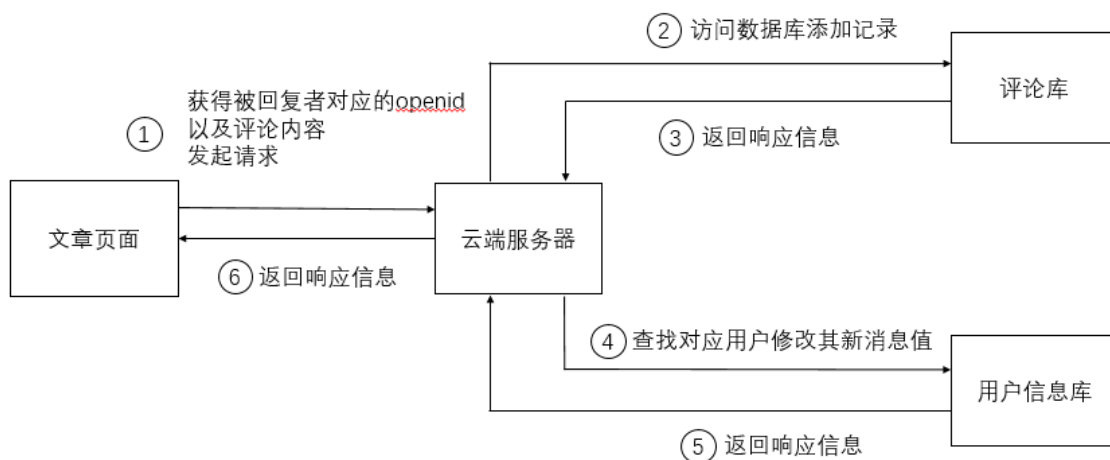 ② 访问数据库添加记录
评论库
获得被回复者对应的openid
① 以及评论内容
发起请求
③ 返回响应信息
文章页面
云端服务器
⑥ 返回响应信息
④ 查找对应用户修改其新消息值
用户信息库
⑤ 返回响应信息